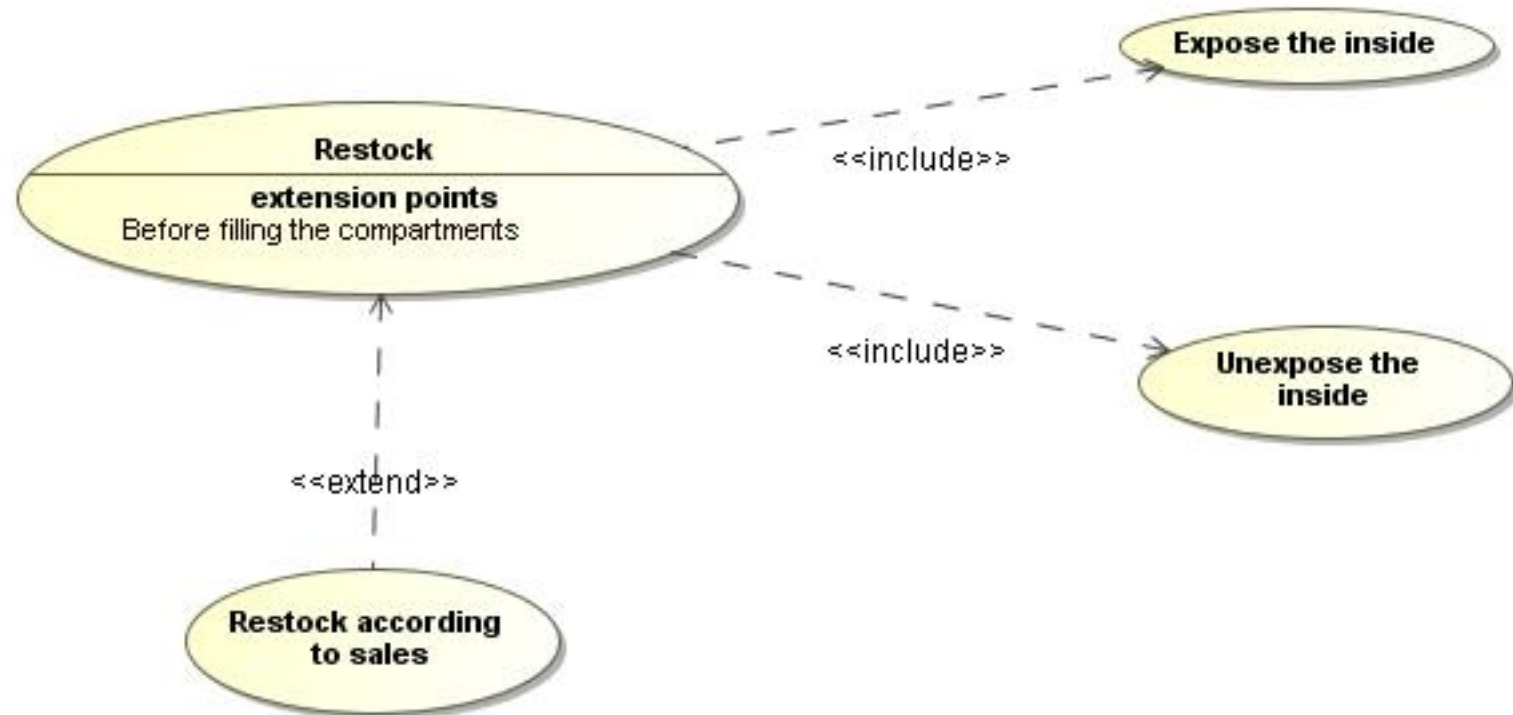 Expose the inside
Restock
<<include>>
extension points
Before filling the compartments
<<include>>
Unexpose the
inside
<<extend>>
Restock according
to sales